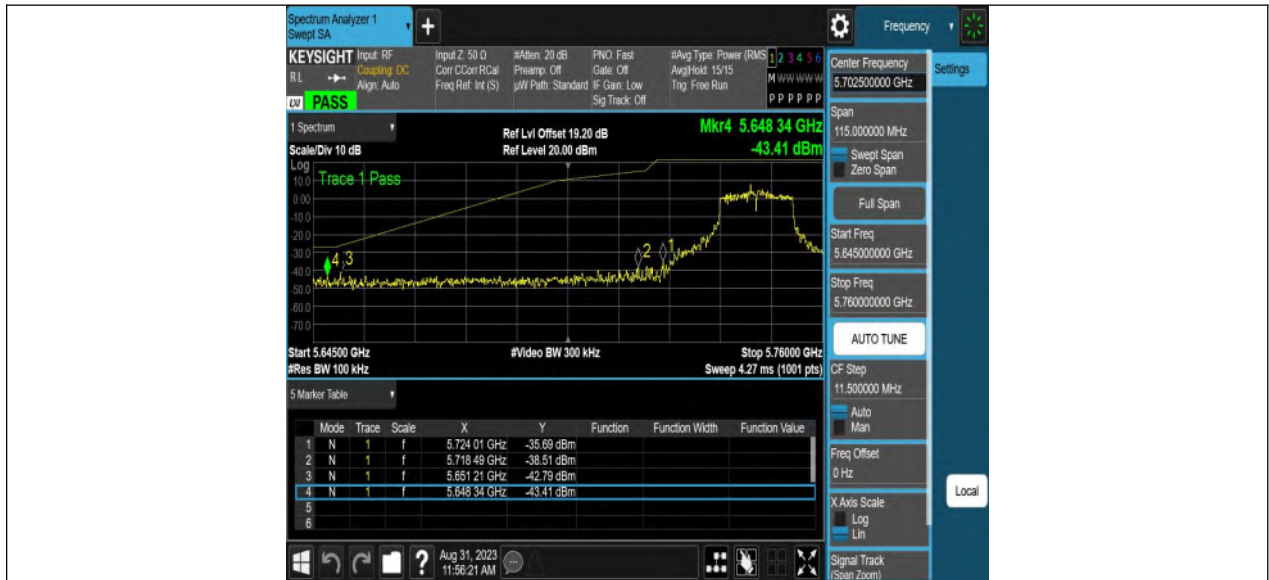 Spectrum Analyzer 1
Swept SA
+
Frequency
KEYSIGHT
RL
LXI PASS
Input: RF
Coupling: DC
Align: Auto
Input Z: 50 Ω
Corr CCorr RCal
Freq Ref: Int (S)
#Atten: 20 dB
Preamp: Off
µW Path: Standard
PNO: Fast
Gate: Off
IF Gain: Low
Sig Track: Off
#Avg Type: Power (RMS
Avg|Hold: 15/15
Trig: Free Run
1 2 3 4 5 6
M W W W W W
P P P P P P
1 Spectrum
Scale/Div 10 dB
Ref Lvl Offset 19.20 dB
Ref Level 20.00 dBm
Mkr4 5.648 34 GHz
-43.41 dBm
Log
Trace 1 Pass
10.0
0.00
-10.0
-20.0
-30.0
-40.0
-50.0
-60.0
-70.0
4
3
2
1
Start 5.64500 GHz
#Video BW 300 kHz
Stop 5.76000 GHz
#Res BW 100 kHz
Sweep 4.27 ms (1001 pts)
5 Marker Table
Mode Trace Scale X Y Function Function Width Function Value
1 N 1 f 5.724 01 GHz -35.69 dBm
2 N 1 f 5.718 49 GHz -38.51 dBm
3 N 1 f 5.651 21 GHz -42.79 dBm
4 N 1 f 5.648 34 GHz -43.41 dBm
5
6
?
Aug 31, 2023
11:56:21 AM
Center Frequency
5.702500000 GHz
Settings
Span
115.000000 MHz
Swept Span
Zero Span
Full Span
Start Freq
5.645000000 GHz
Stop Freq
5.760000000 GHz
AUTO TUNE
CF Step
11.500000 MHz
Auto
Man
Freq Offset
0 Hz
Local
X Axis Scale
Log
Lin
Signal Track
(Span Zoom)